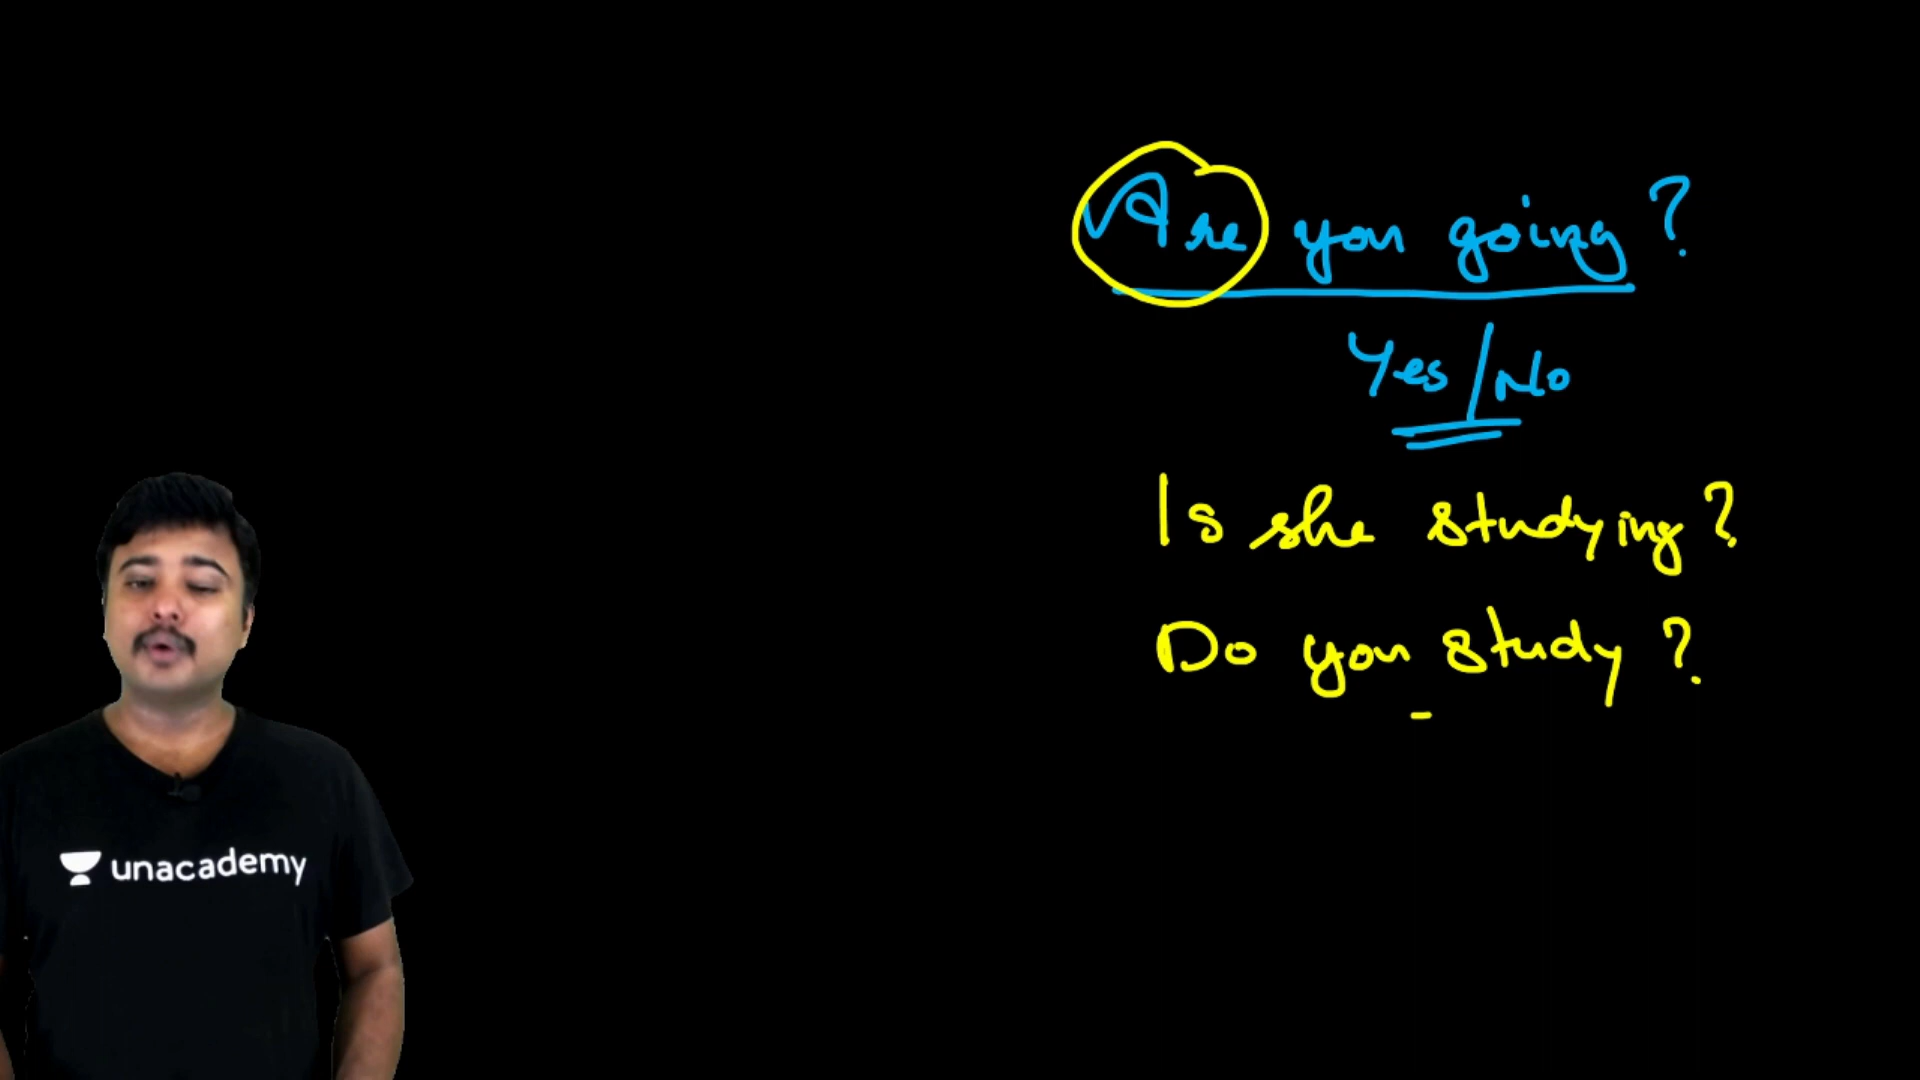 Are you going?
Yes/No
Is she studying?
Do you study?
unacademy